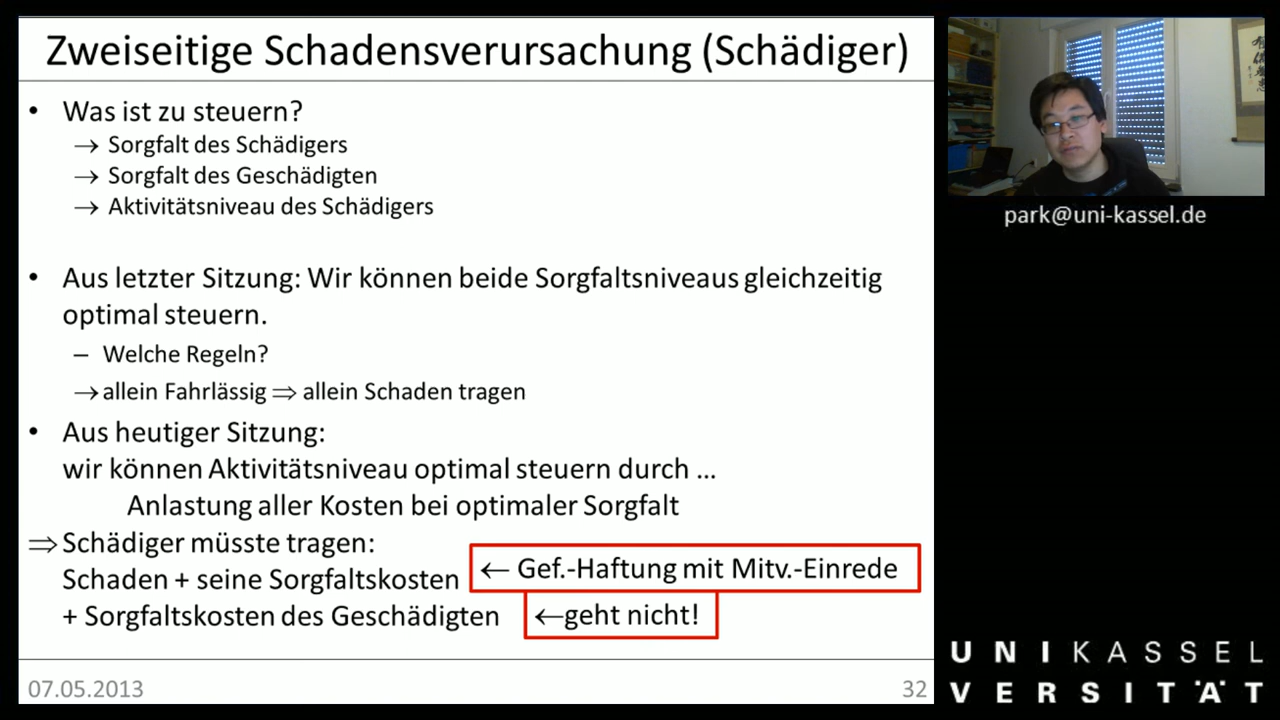 Zweiseitige Schadensverursachung (Schädiger)
• Was ist zu steuern?
→ Sorgfalt des Schädigers
→ Sorgfalt des Geschädigten
→ Aktivitätsniveau des Schädigers
• Aus letzter Sitzung: Wir können beide Sorgfaltsniveaus gleichzeitig
optimal steuern.
– Welche Regeln?
→ allein Fahrlässig ⇒ allein Schaden tragen
• Aus heutiger Sitzung:
wir können Aktivitätsniveau optimal steuern durch ...
Anlastung aller Kosten bei optimaler Sorgfalt
⇒ Schädiger müsste tragen:
Schaden + seine Sorgfaltskosten ← Gef.-Haftung mit Mitv.-Einrede
+ Sorgfaltskosten des Geschädigten ←geht nicht!
07.05.2013 32
park@uni-kassel.de
UNIKASSEL
VERSITÄT